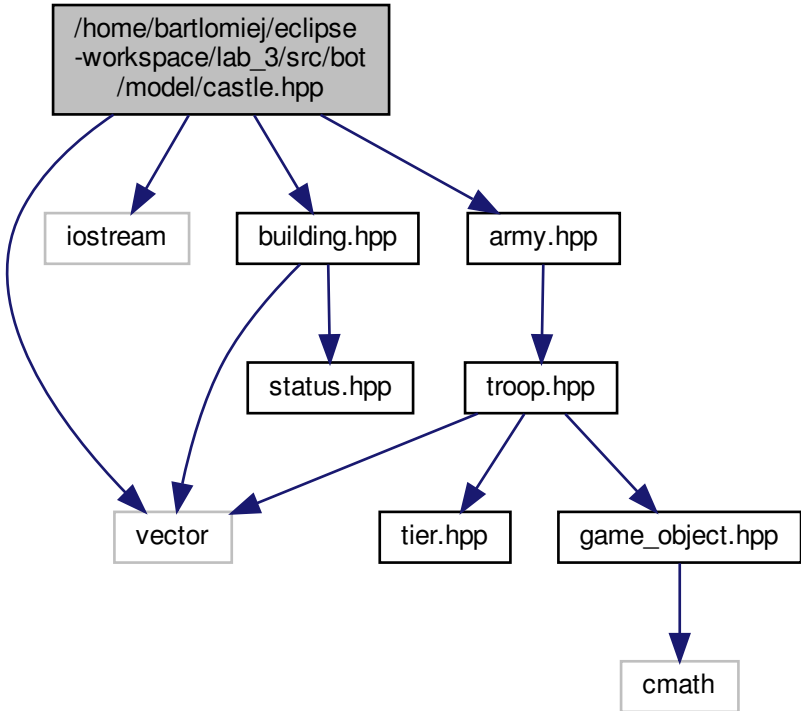 /home/bartlomiej/eclipse
-workspace/lab_3/src/bot
/model/castle.hpp
iostream
building.hpp
army.hpp
status.hpp
troop.hpp
vector
tier.hpp
game_object.hpp
cmath